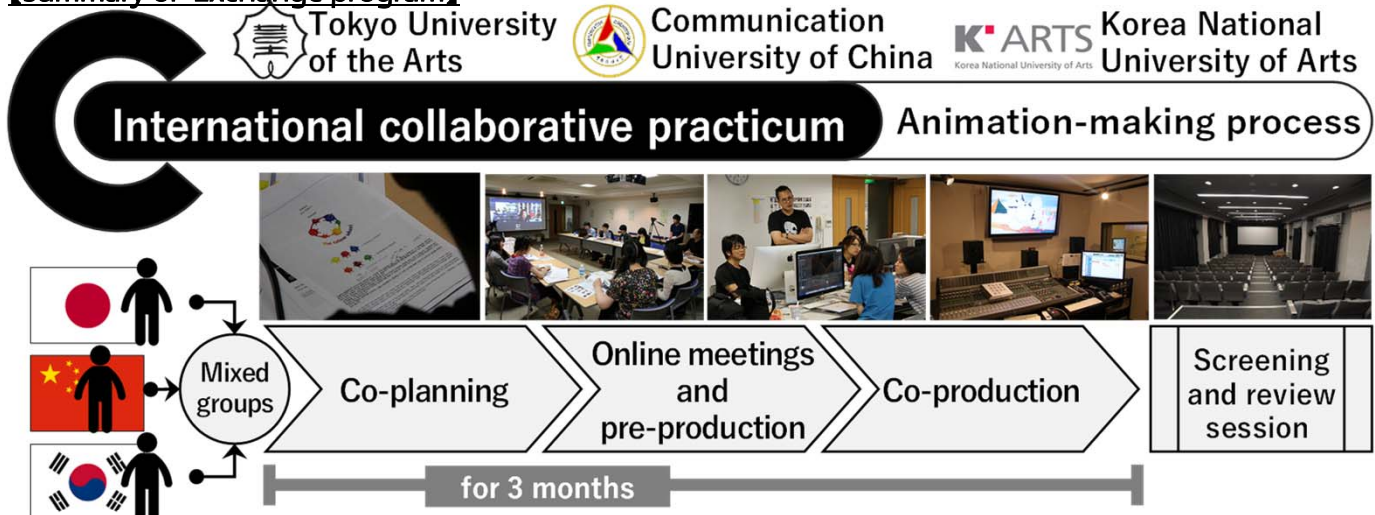 【Summary of Exchange program】
Tokyo University
of the Arts
Communication
University of China
K ARTS
Korea National University of Arts
Korea National
University of Arts
International collaborative practicum
Animation-making process
Mixed
groups
Co-planning
Online meetings
and
pre-production
Co-production
Screening
and review
session
for 3 months